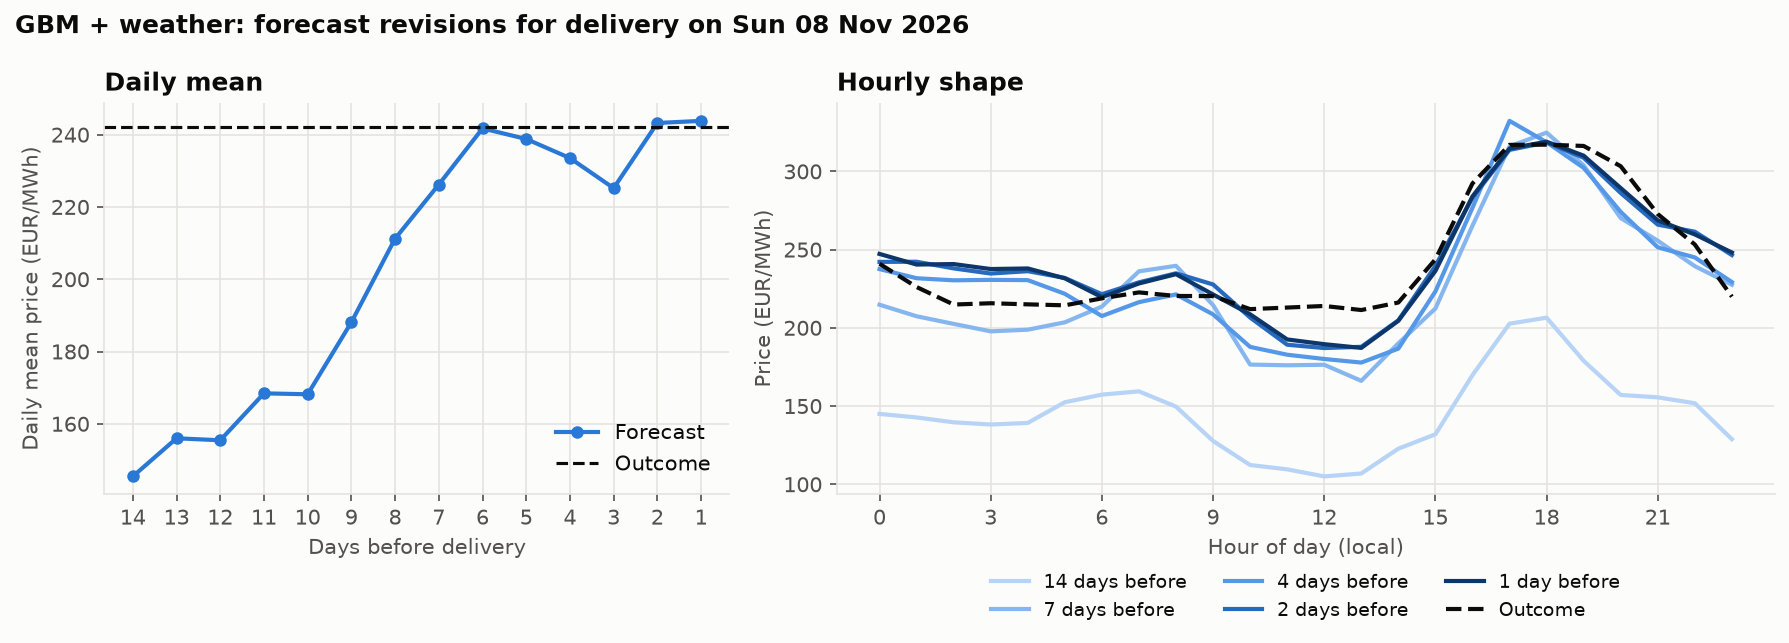 GBM + weather: forecast revisions for delivery on Sun 08 Nov 2026
Daily mean
Daily mean price (EUR/MWh)
240
220
200
180
160
14 13 12 11 10 9 8 7 6 5 4 3 2 1
Days before delivery
Forecast
Outcome
Hourly shape
Price (EUR/MWh)
300
250
200
150
100
0 3 6 9 12 15 18 21
Hour of day (local)
14 days before
7 days before
4 days before
2 days before
1 day before
Outcome